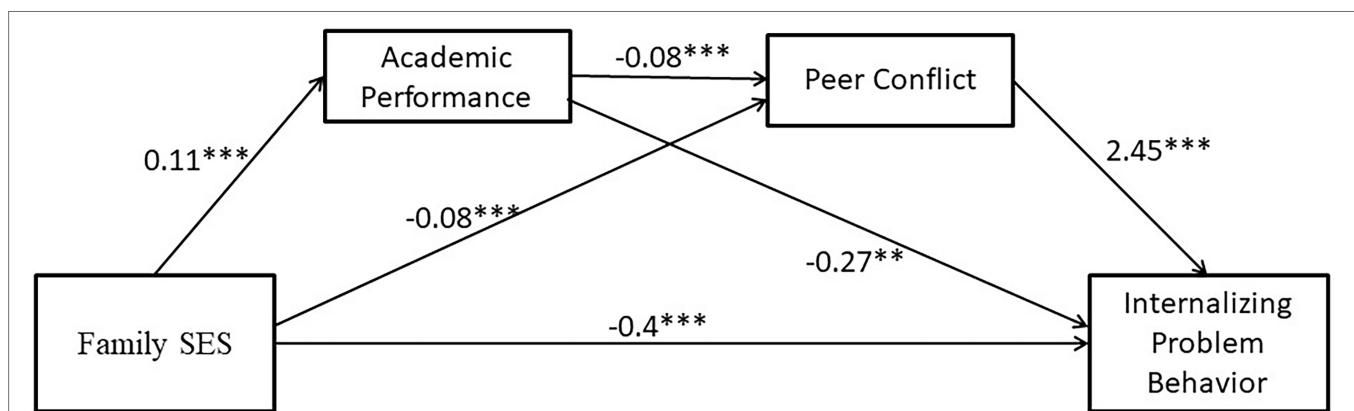 Academic
Performance
-0.08***
Peer Conflict
0.11***
2.45***
-0.08***
-0.27**
Family SES
-0.4***
Internalizing
Problem
Behavior